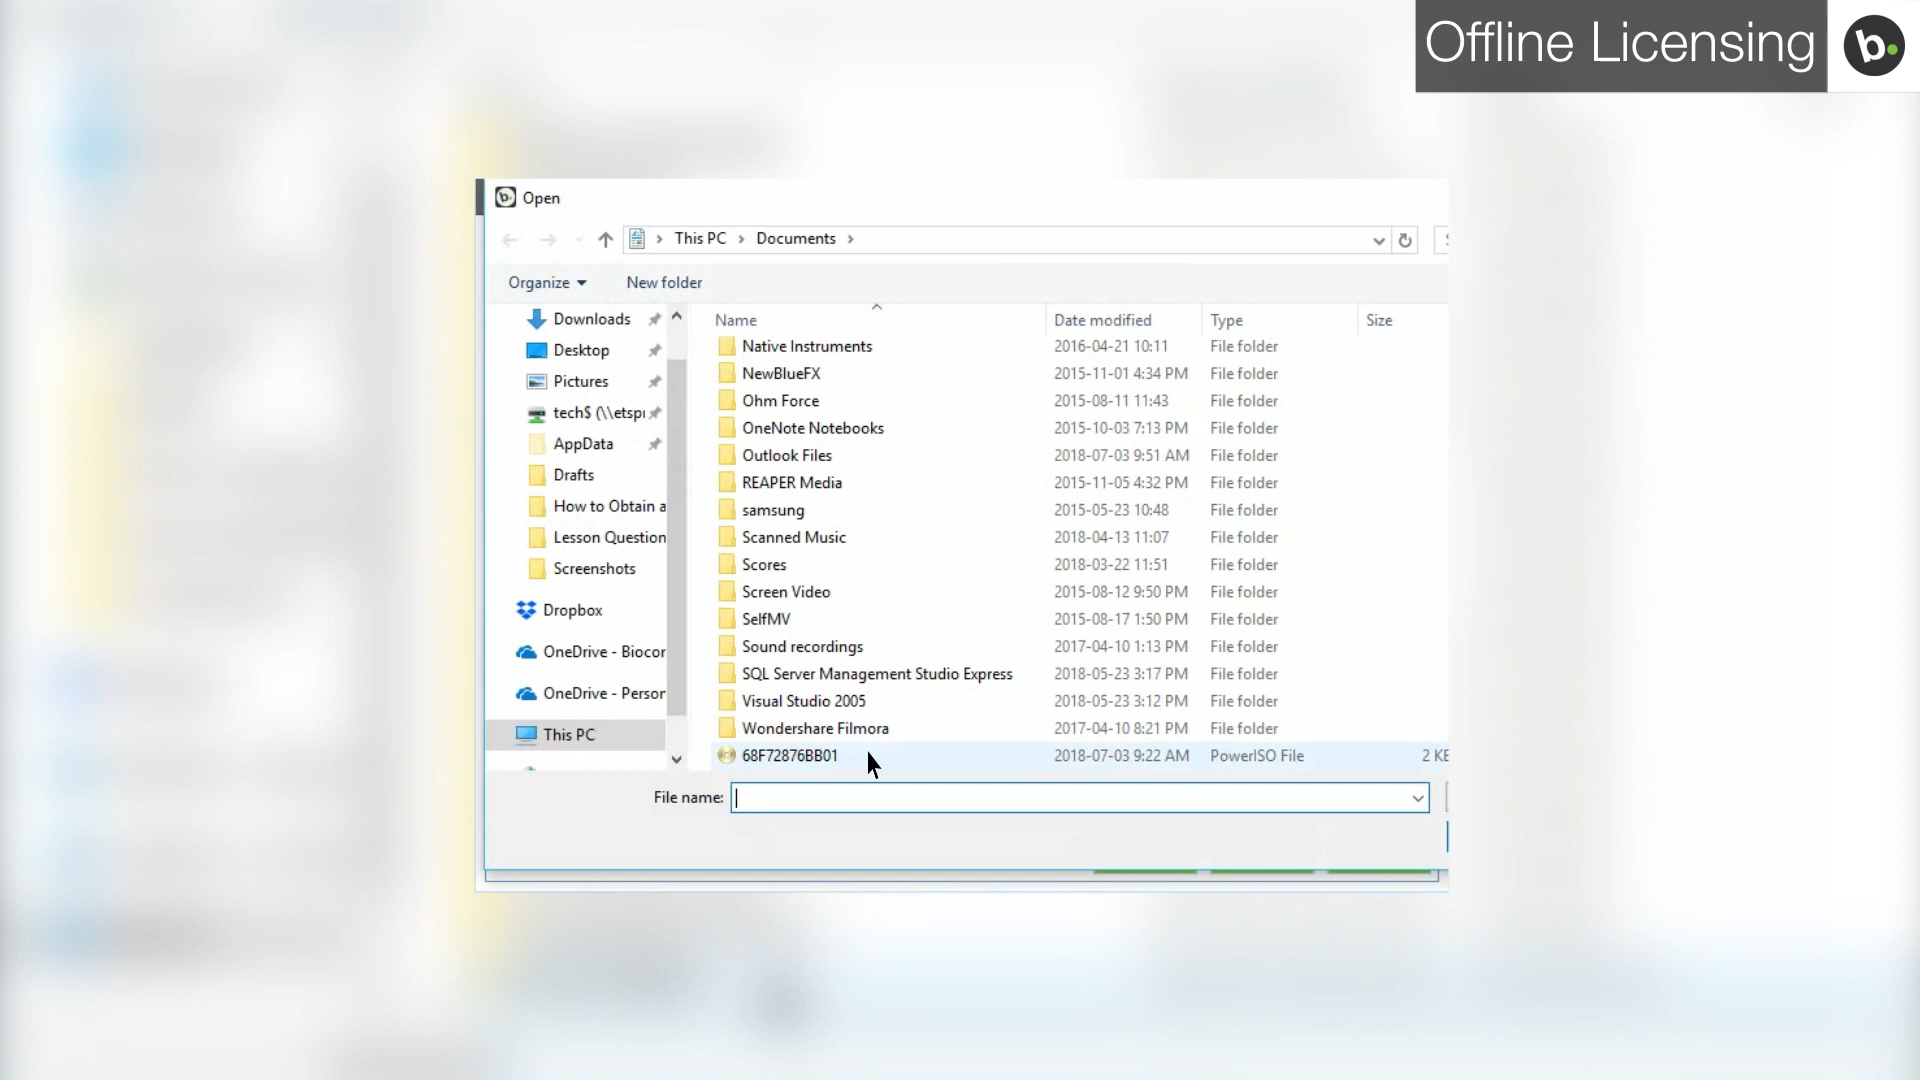 Offline Licensing
b.
Open
This PC
Documents
Organize
New folder
Name
Date modified
Type
Size
Downloads
Desktop
Pictures
tech$ (\\etspr
AppData
Drafts
How to Obtain a
Lesson Question
Screenshots
Dropbox
OneDrive - Biocor
OneDrive - Person
This PC
Native Instruments 2016-04-21 10:11 File folder
NewBlueFX 2015-11-01 4:34 PM File folder
Ohm Force 2015-08-11 11:43 File folder
OneNote Notebooks 2015-10-03 7:13 PM File folder
Outlook Files 2018-07-03 9:51 AM File folder
REAPER Media 2015-11-05 4:32 PM File folder
samsung 2015-05-23 10:48 File folder
Scanned Music 2018-04-13 11:07 File folder
Scores 2018-03-22 11:51 File folder
Screen Video 2015-08-12 9:50 PM File folder
SelfMV 2015-08-17 1:50 PM File folder
Sound recordings 2017-04-10 1:13 PM File folder
SQL Server Management Studio Express 2018-05-23 3:17 PM File folder
Visual Studio 2005 2018-05-23 3:12 PM File folder
Wondershare Filmora 2017-04-10 8:21 PM File folder
68F72876BB01 2018-07-03 9:22 AM PowerISO File 2 KB
File name: